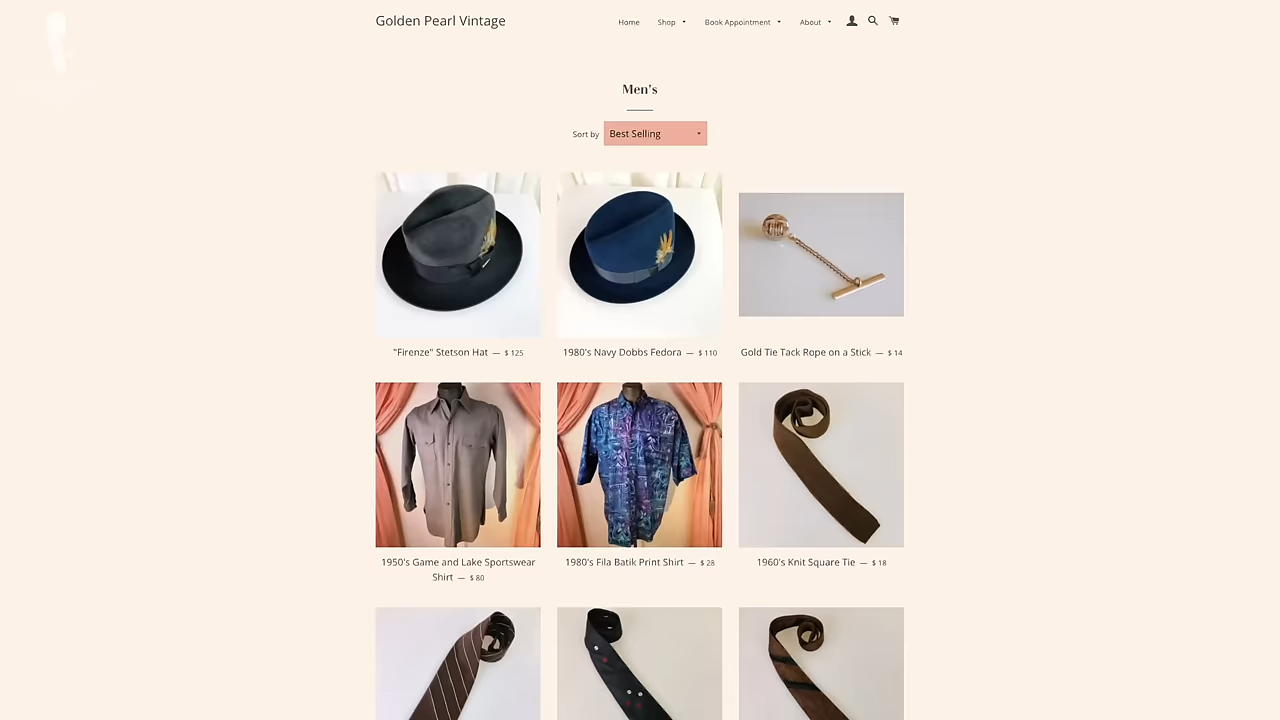 Golden Pearl Vintage
Home Shop Book Appointment About
Men's
Sort by Best Selling
"Firenze" Stetson Hat — $ 125
1980's Navy Dobbs Fedora — $ 110
Gold Tie Tack Rope on a Stick — $ 14
1950's Game and Lake Sportswear
Shirt — $ 80
1980's Fila Batik Print Shirt — $ 28
1960's Knit Square Tie — $ 18